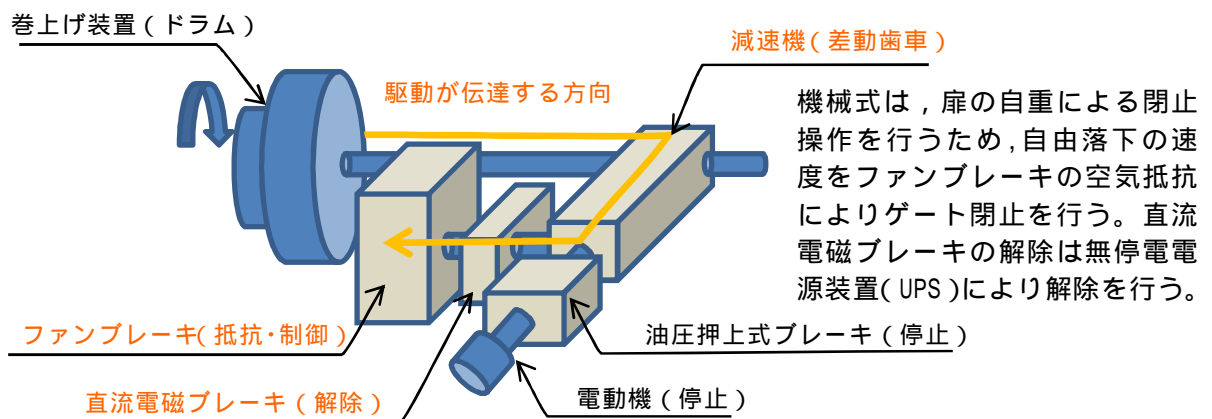 巻上げ装置(ドラム)
減速機(差動歯車)
駆動が伝達する方向
機械式は,扉の自重による閉止
操作を行うため,自由落下の速
度をファンブレーキの空気抵抗
によりゲート閉止を行う。直流
電磁ブレーキの解除は無停電電
源装置(UPS)により解除を行う。
ファンブレーキ(抵抗・制御)
油圧押上式ブレーキ(停止)
直流電磁ブレーキ(解除)
電動機(停止)